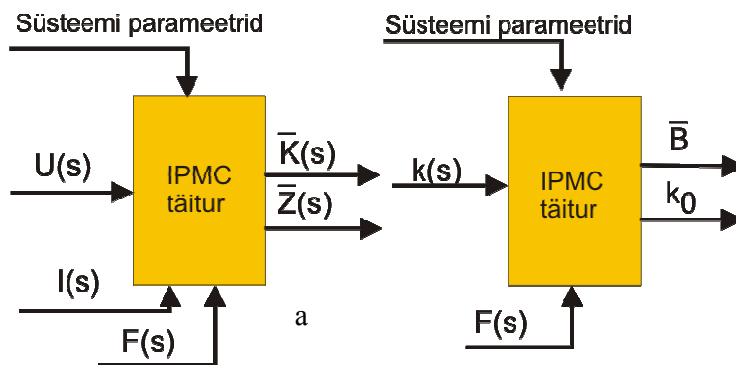 Süsteemi parameetrid
U(s)
IPMC
täitur
K̅(s)
Z̅(s)
I(s)
F(s)
a
Süsteemi parameetrid
k(s)
IPMC
täitur
B̅
k₀
F(s)